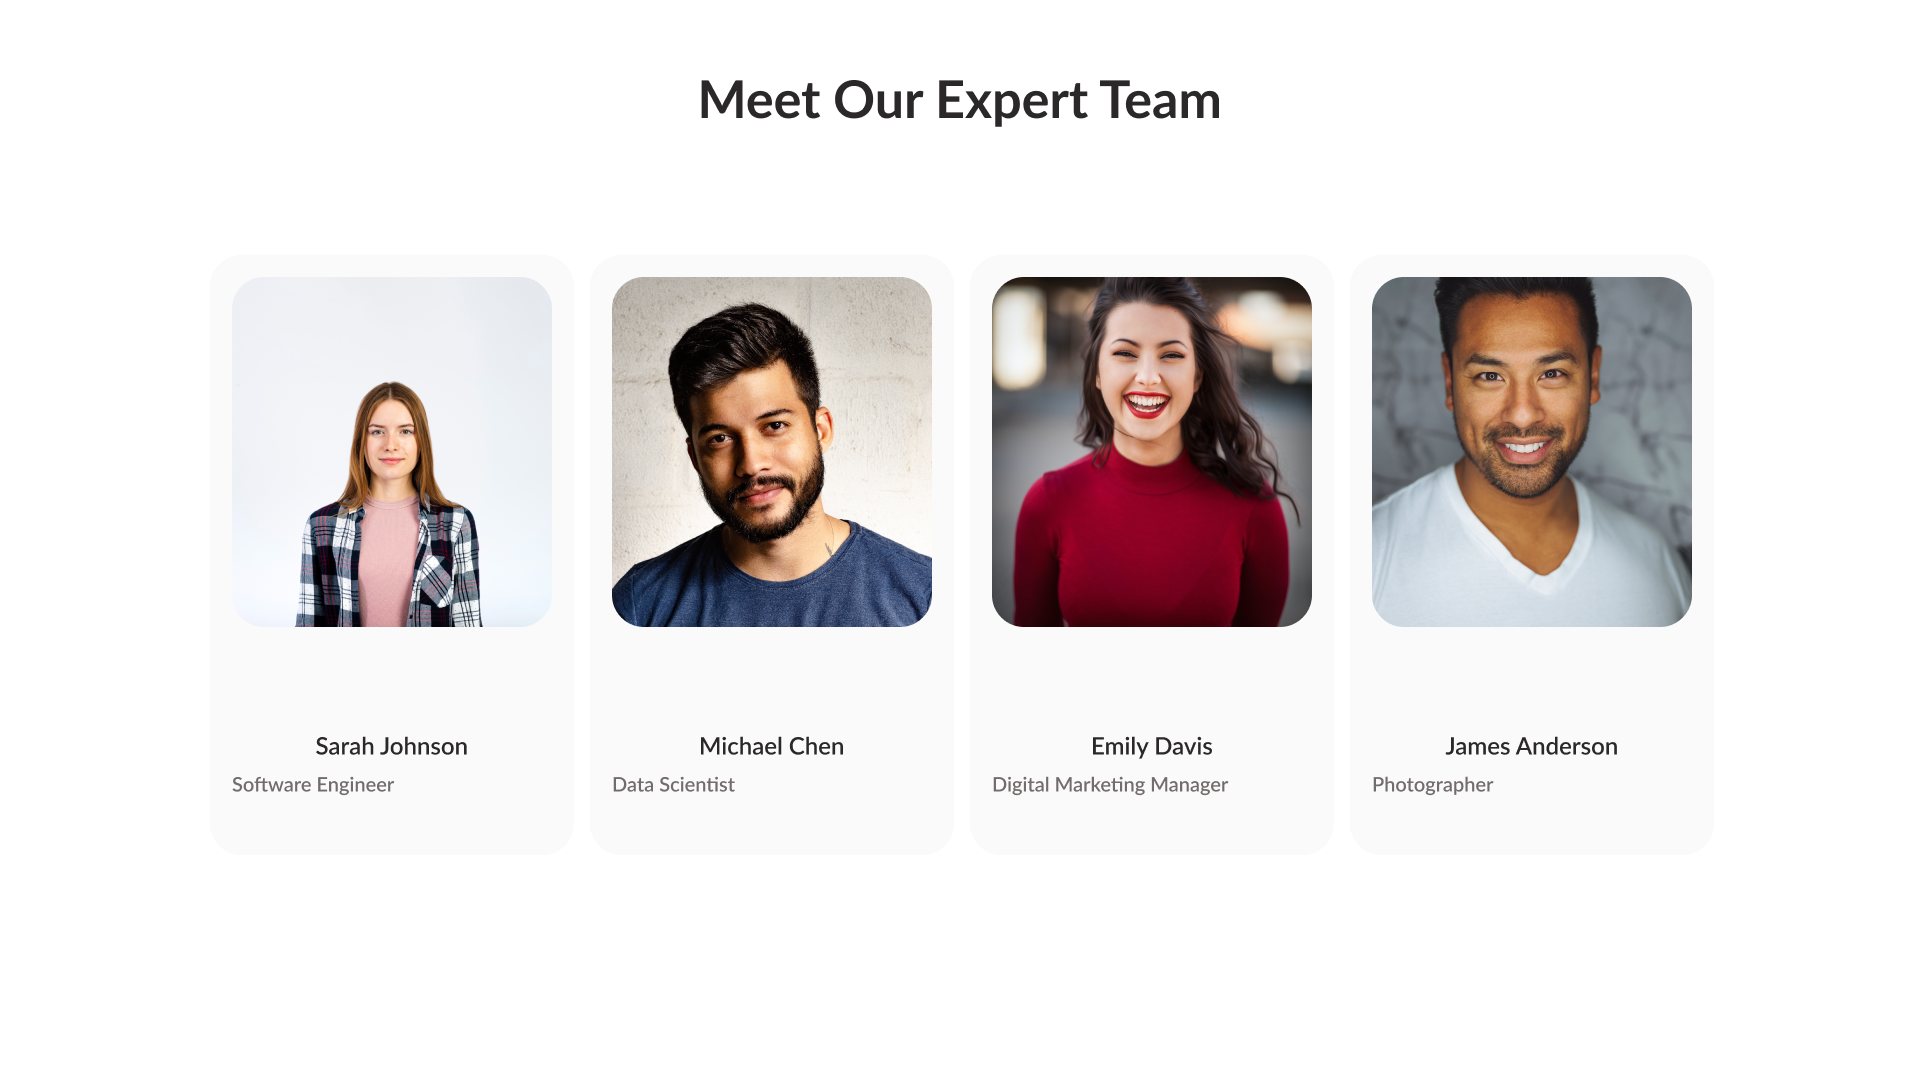 Meet Our Expert Team
Sarah Johnson
Software Engineer
Michael Chen
Data Scientist
Emily Davis
Digital Marketing Manager
James Anderson
Photographer